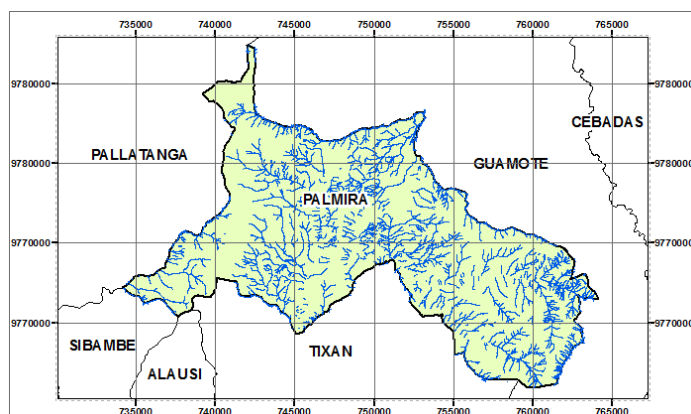 735000 740000 745000 750000 755000 760000 765000
9780000 9780000
CEBADAS
PALLATANGA GUAMOTE
9780000 9780000
PALMIRA
9770000 9770000
9770000 9770000
SIBAMBE TIXAN
ALAUSI
735000 740000 745000 750000 755000 760000 765000